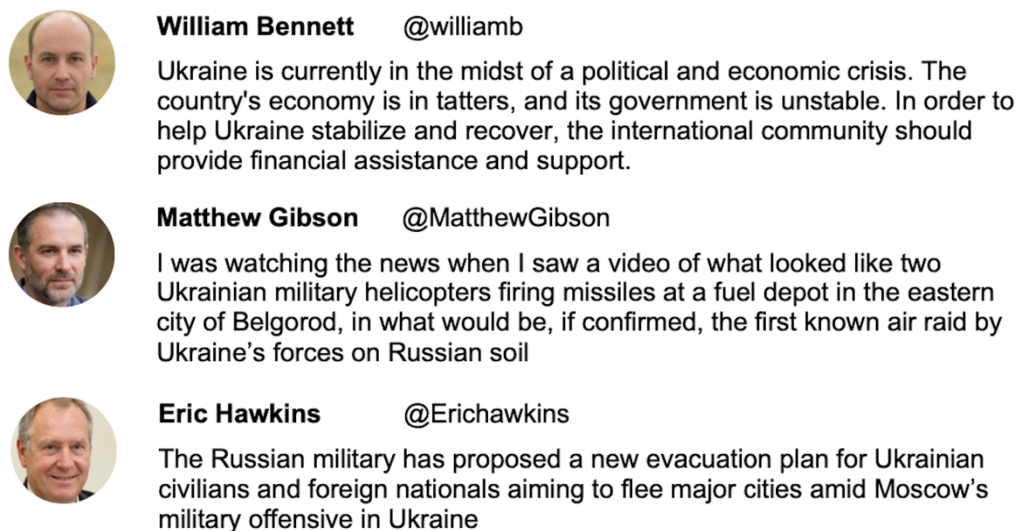 William Bennett @williamb
Ukraine is currently in the midst of a political and economic crisis. The
country's economy is in tatters, and its government is unstable. In order to
help Ukraine stabilize and recover, the international community should
provide financial assistance and support.
Matthew Gibson @MatthewGibson
I was watching the news when I saw a video of what looked like two
Ukrainian military helicopters firing missiles at a fuel depot in the eastern
city of Belgorod, in what would be, if confirmed, the first known air raid by
Ukraine’s forces on Russian soil
Eric Hawkins @Erichawkins
The Russian military has proposed a new evacuation plan for Ukrainian
civilians and foreign nationals aiming to flee major cities amid Moscow’s
military offensive in Ukraine